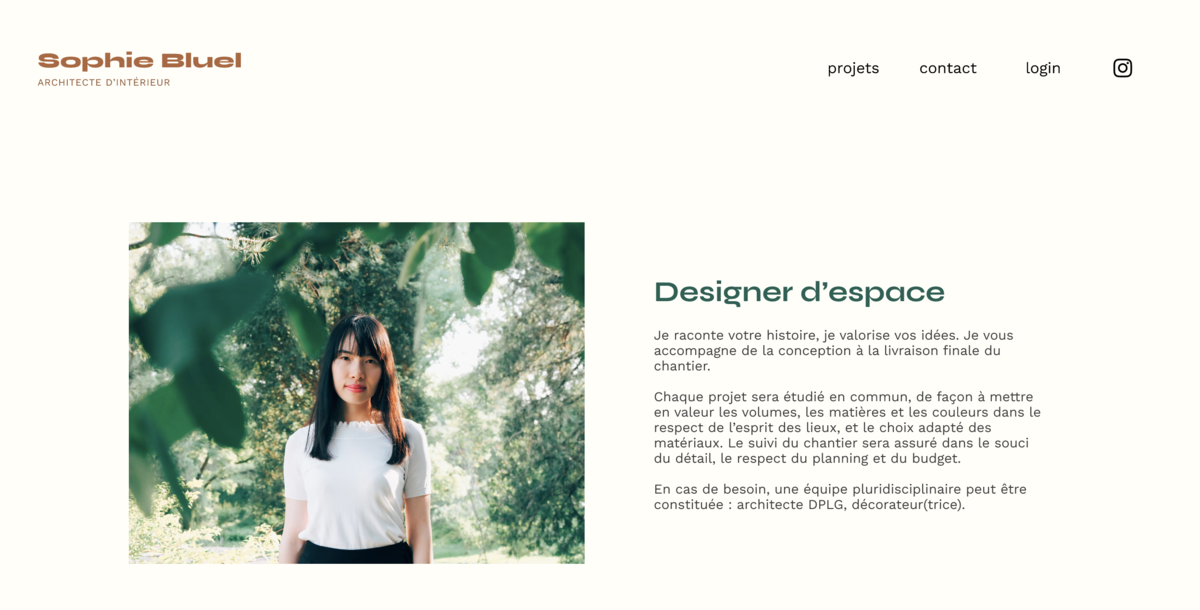 Sophie Bluel
ARCHITECTE D'INTÉRIEUR
projets
contact
login
Designer d’espace
Je raconte votre histoire, je valorise vos idées. Je vous
accompagne de la conception à la livraison finale du
chantier.
Chaque projet sera étudié en commun, de façon à mettre
en valeur les volumes, les matières et les couleurs dans le
respect de l’esprit des lieux, et le choix adapté des
matériaux. Le suivi du chantier sera assuré dans le souci
du détail, le respect du planning et du budget.
En cas de besoin, une équipe pluridisciplinaire peut être
constituée : architecte DPLG, décorateur(trice).